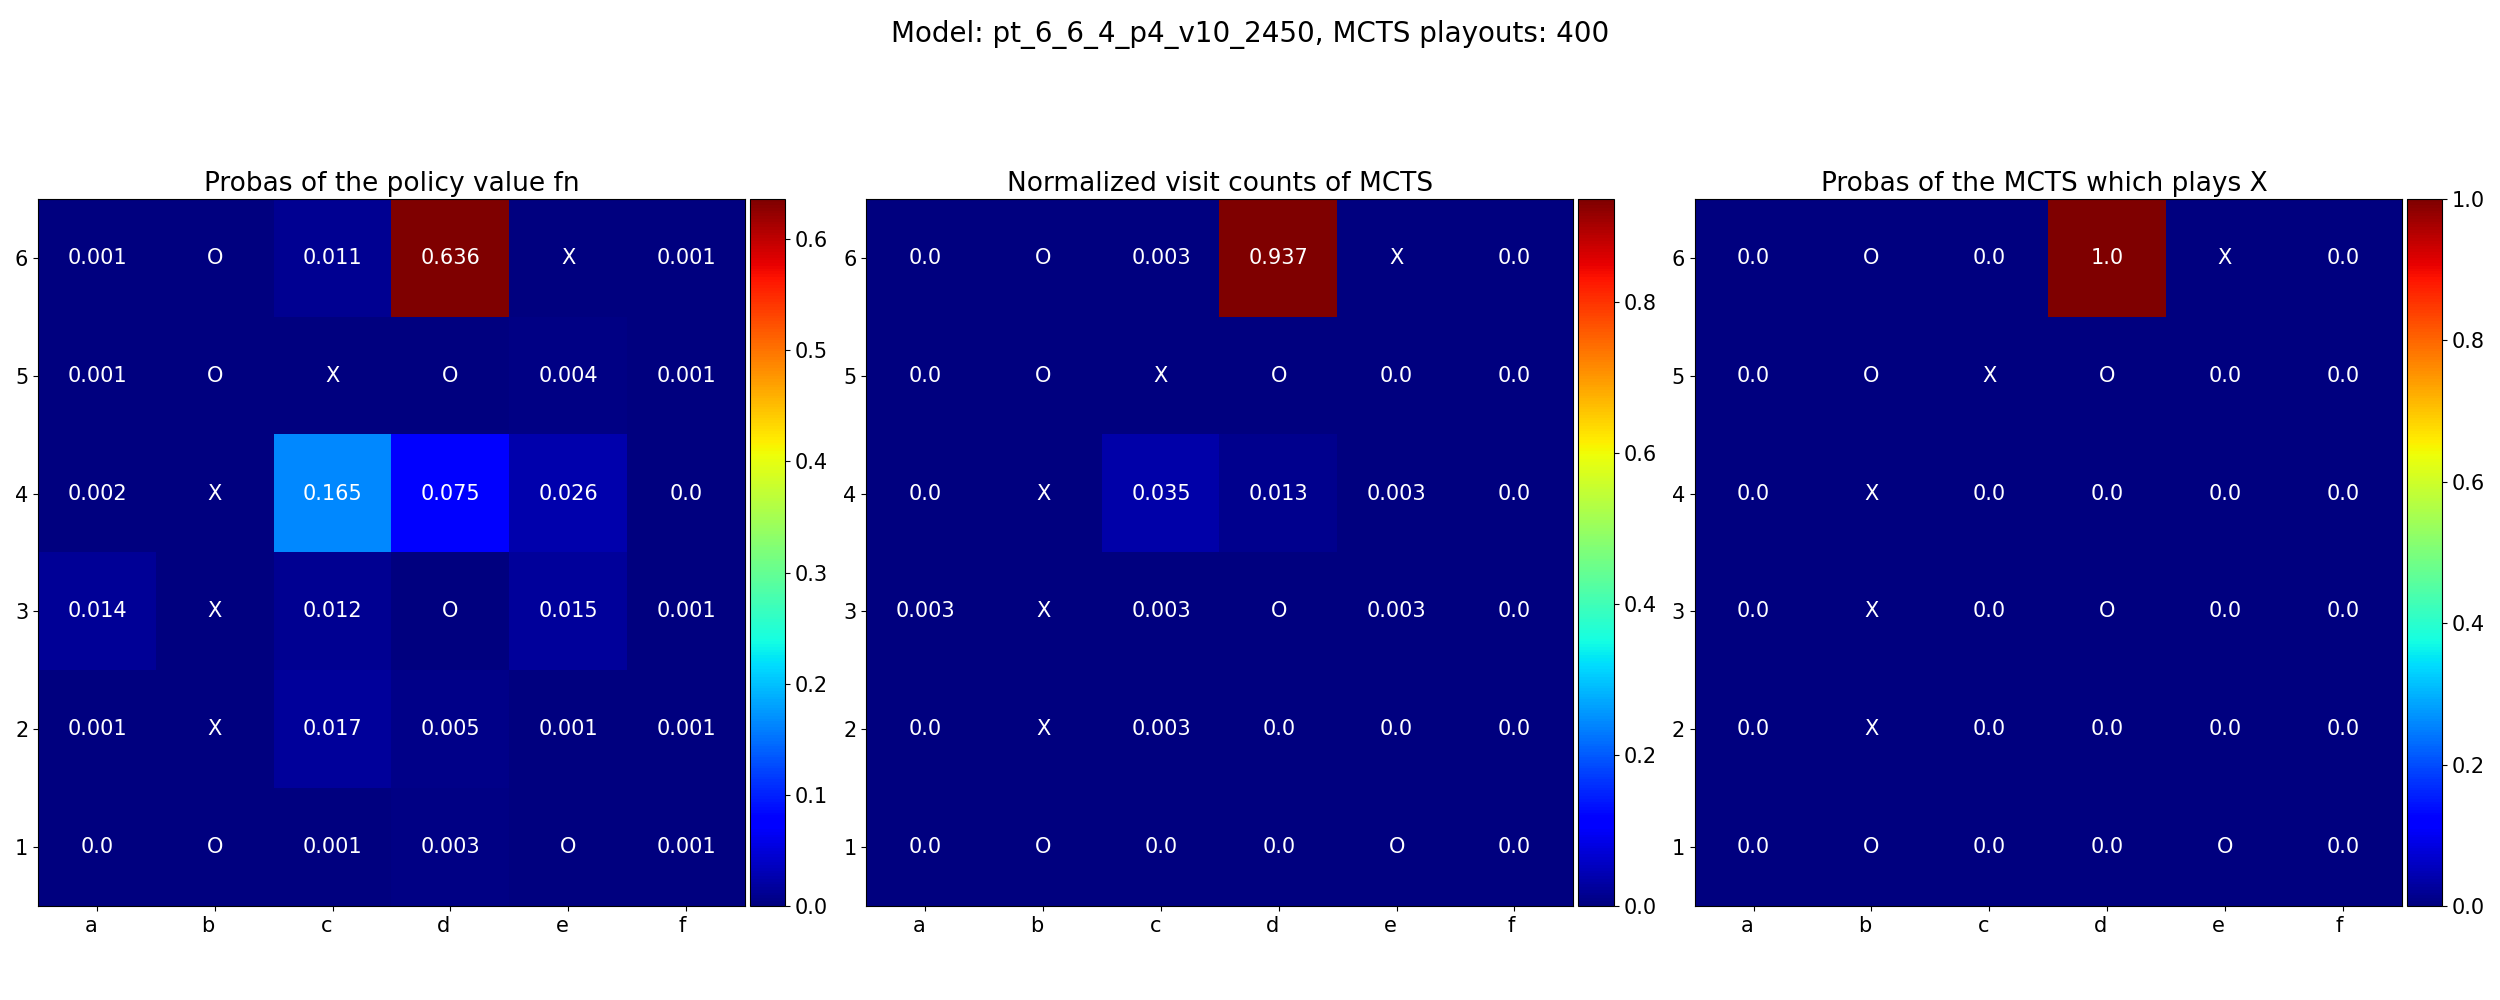 Model: pt_6_6_4_p4_v10_2450, MCTS playouts: 400
Probas of the policy value fn
6 0.001 O 0.011 0.636 X 0.001
5 0.001 O X O 0.004 0.001
4 0.002 X 0.165 0.075 0.026 0.0
3 0.014 X 0.012 O 0.015 0.001
2 0.001 X 0.017 0.005 0.001 0.001
1 0.0 O 0.001 0.003 O 0.001
a b c d e f
0.6
0.5
0.4
0.3
0.2
0.1
0.0
Normalized visit counts of MCTS
6 0.0 O 0.003 0.937 X 0.0
5 0.0 O X O 0.0 0.0
4 0.0 X 0.035 0.013 0.003 0.0
3 0.003 X 0.003 O 0.003 0.0
2 0.0 X 0.003 0.0 0.0 0.0
1 0.0 O 0.0 0.0 O 0.0
a b c d e f
0.8
0.6
0.4
0.2
0.0
Probas of the MCTS which plays X
6 0.0 O 0.0 1.0 X 0.0
5 0.0 O X O 0.0 0.0
4 0.0 X 0.0 0.0 0.0 0.0
3 0.0 X 0.0 O 0.0 0.0
2 0.0 X 0.0 0.0 0.0 0.0
1 0.0 O 0.0 0.0 O 0.0
a b c d e f
1.0
0.8
0.6
0.4
0.2
0.0